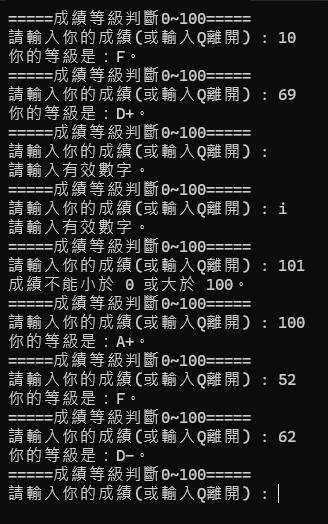 =====成績等級判斷0~100=====
請輸入你的成績(或輸入Q離開) : 10
你的等級是：F。
=====成績等級判斷0~100=====
請輸入你的成績(或輸入Q離開) : 69
你的等級是：D+。
=====成績等級判斷0~100=====
請輸入你的成績(或輸入Q離開) :
請輸入有效數字。
=====成績等級判斷0~100=====
請輸入你的成績(或輸入Q離開) : i
請輸入有效數字。
=====成績等級判斷0~100=====
請輸入你的成績(或輸入Q離開) : 101
成績不能小於 0 或大於 100。
=====成績等級判斷0~100=====
請輸入你的成績(或輸入Q離開) : 100
你的等級是：A+。
=====成績等級判斷0~100=====
請輸入你的成績(或輸入Q離開) : 52
你的等級是：F。
=====成績等級判斷0~100=====
請輸入你的成績(或輸入Q離開) : 62
你的等級是：D-。
=====成績等級判斷0~100=====
請輸入你的成績(或輸入Q離開) :